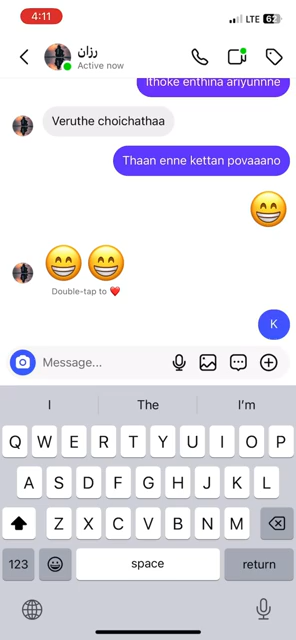 4:11
LTE 62
رزان
Active now
Ithoke enthina ariyunnne
Veruthe choichathaa
Thaan enne kettan povaaano
Double-tap to
K
Message...
I The I'm
Q W E R T Y U I O P
A S D F G H J K L
Z X C V B N M
123 space return